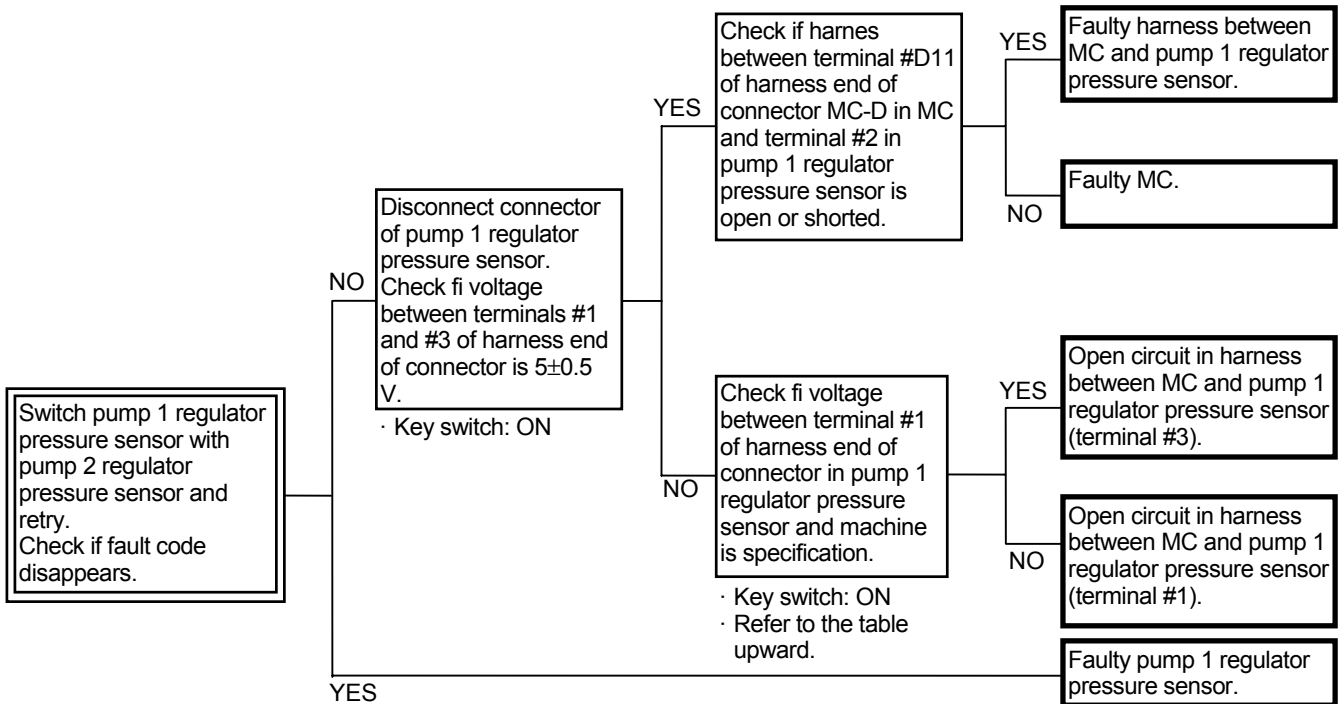 Switch pump 1 regulator
pressure sensor with
pump 2 regulator
pressure sensor and
retry.
Check if fault code
disappears.
NO
Disconnect connector
of pump 1 regulator
pressure sensor.
Check fi voltage
between terminals #1
and #3 of harness end
of connector is 5±0.5
V.
· Key switch: ON
YES
Check if harnes
between terminal #D11
of harness end of
connector MC-D in MC
and terminal #2 in
pump 1 regulator
pressure sensor is
open or shorted.
YES
Faulty harness between
MC and pump 1 regulator
pressure sensor.
NO
Faulty MC.
NO
Check fi voltage
between terminal #1
of harness end of
connector in pump 1
regulator pressure
sensor and machine
is specification.
· Key switch: ON
· Refer to the table
upward.
YES
Open circuit in harness
between MC and pump 1
regulator pressure sensor
(terminal #3).
NO
Open circuit in harness
between MC and pump 1
regulator pressure sensor
(terminal #1).
YES
Faulty pump 1 regulator
pressure sensor.